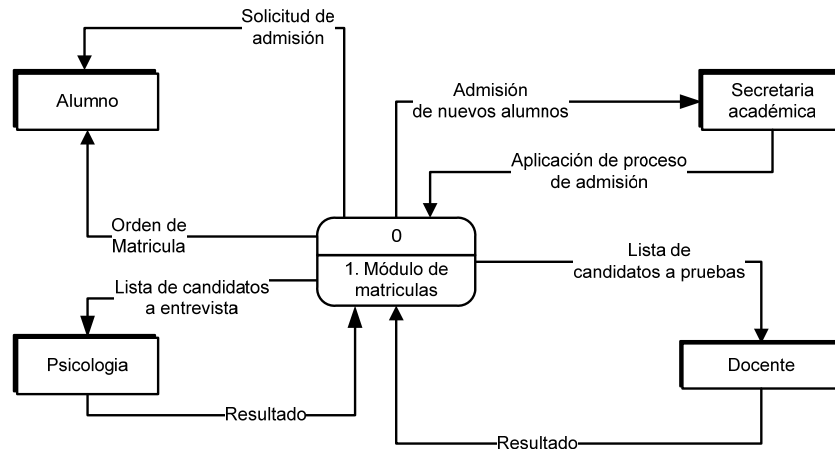 Solicitud de
admisión
Alumno
Admisión
de nuevos alumnos
Secretaria
académica
Aplicación de proceso
de admisión
Orden de
Matricula
0
1. Módulo de
matriculas
Lista de
candidatos a pruebas
Lista de candidatos
a entrevista
Psicologia
Docente
Resultado
Resultado